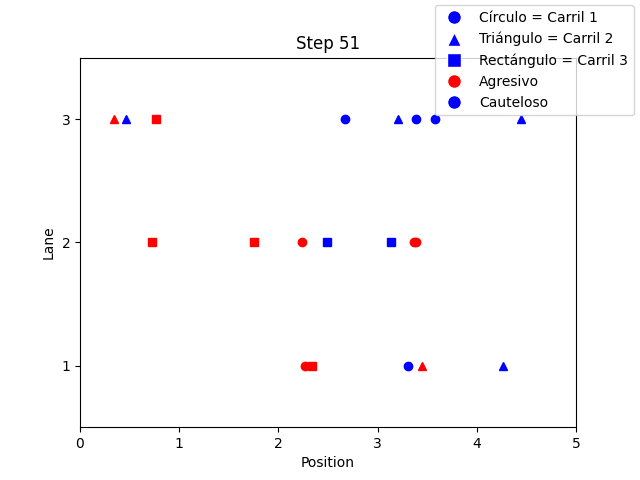 Step 51
Círculo = Carril 1
Triángulo = Carril 2
Rectángulo = Carril 3
Agresivo
Cauteloso
3
2
1
Lane
0 1 2 3 4 5
Position